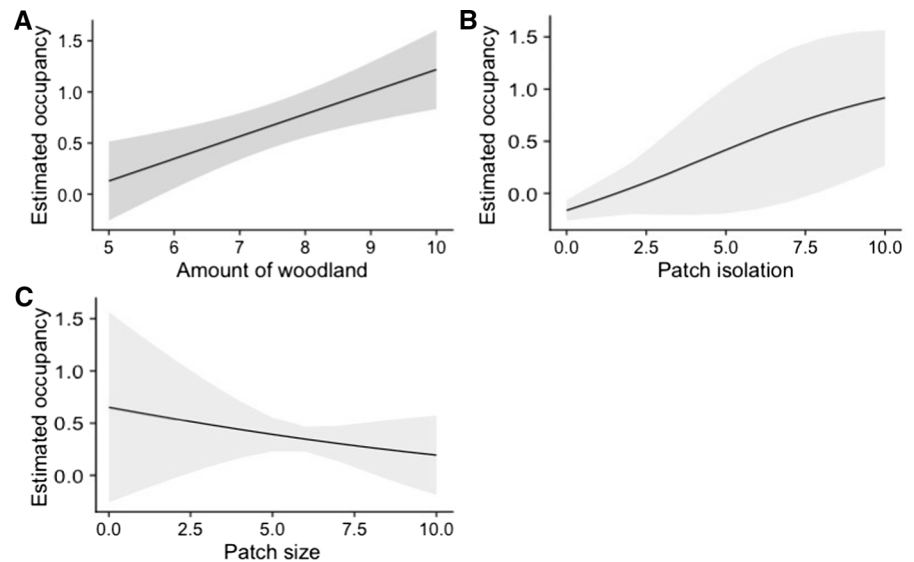 A
Estimated occupancy
1.5
1.0
0.5
0.0
5 6 7 8 9 10
Amount of woodland
B
Estimated occupancy
1.5
1.0
0.5
0.0
0.0 2.5 5.0 7.5 10.0
Patch isolation
C
Estimated occupancy
1.5
1.0
0.5
0.0
0.0 2.5 5.0 7.5 10.0
Patch size